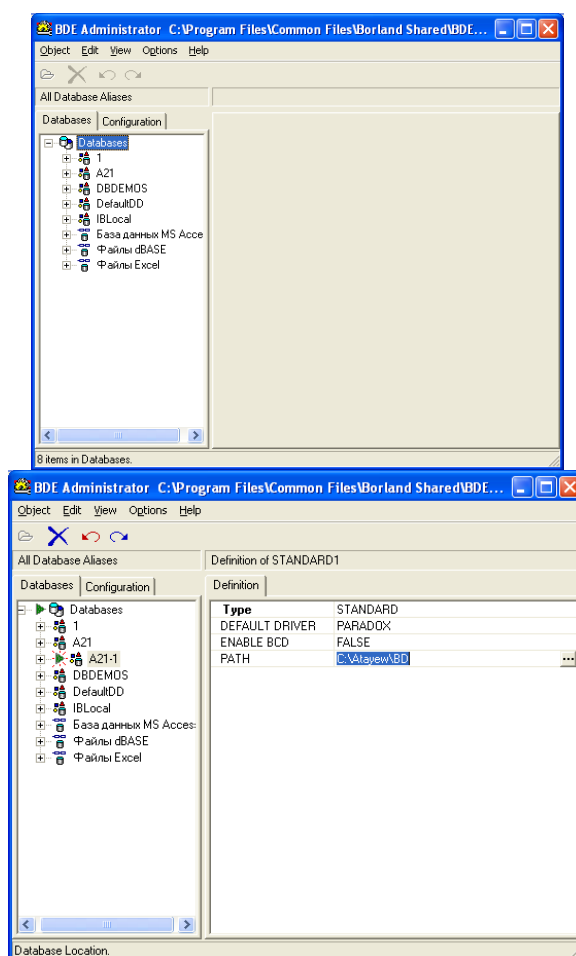 BDE Administrator C:\Program Files\Common Files\Borland Shared\BDE...
Object Edit View Options Help
All Database Aliases
Databases Configuration
Databases
1
A21
DBDEMOS
DefaultDD
IBLocal
База данных MS Acce
Файлы dBASE
Файлы Excel
8 items in Databases.
BDE Administrator C:\Program Files\Common Files\Borland Shared\BDE...
Object Edit View Options Help
All Database Aliases Definition of STANDARD1
Databases Configuration Definition
Databases
1
A21
A21-1
DBDEMOS
DefaultDD
IBLocal
База данных MS Acces
Файлы dBASE
Файлы Excel
Type STANDARD
DEFAULT DRIVER PARADOX
ENABLE BCD FALSE
PATH C:\Atayew\BD ...
Database Location.